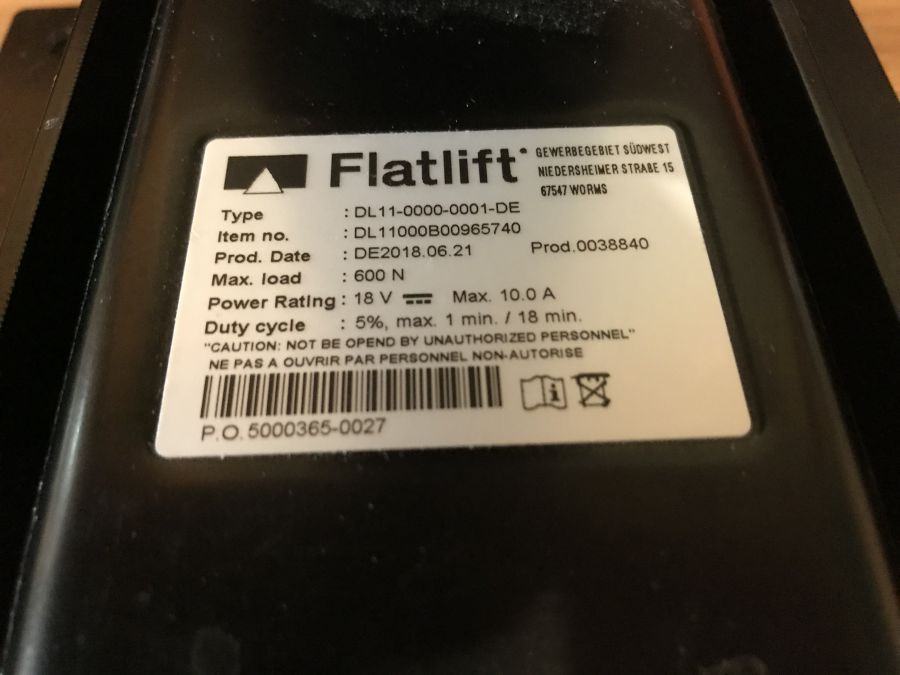 Flatlift
GEWERBEGEBIET SÜDWEST
NIEDERSHEIMER STRAßE 15
67547 WORMS
Type : DL11-0000-0001-DE
Item no. : DL11000B00965740
Prod. Date : DE2018.06.21 Prod.0038840
Max. load : 600 N
Power Rating : 18 V Max. 10.0 A
Duty cycle : 5%, max. 1 min. / 18 min.
"CAUTION: NOT BE OPEND BY UNAUTHORIZED PERSONNEL"
NE PAS A OUVRIR PAR PERSONNEL NON-AUTORISE
P.O. 5000365-0027